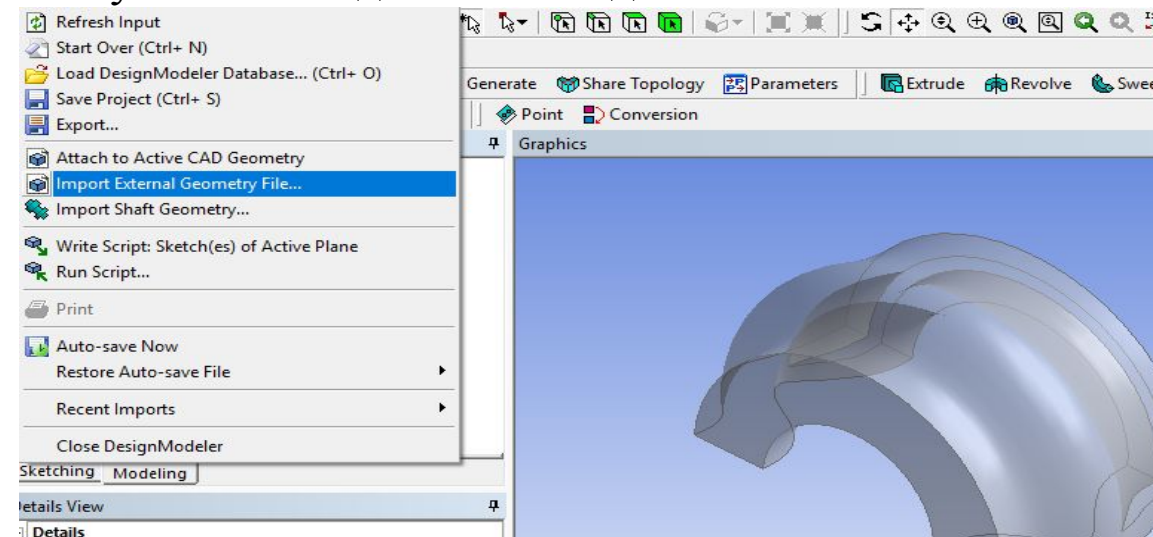 Refresh Input
Start Over (Ctrl+ N)
Load DesignModeler Database... (Ctrl+ O)
Save Project (Ctrl+ S)
Export...
Attach to Active CAD Geometry
Import External Geometry File...
Import Shaft Geometry...
Write Script: Sketch(es) of Active Plane
Run Script...
Print
Auto-save Now
Restore Auto-save File
Recent Imports
Close DesignModeler
Sketching Modeling
Details View
Details
Generate Share Topology Parameters Extrude Revolve Swee
Point Conversion
Graphics